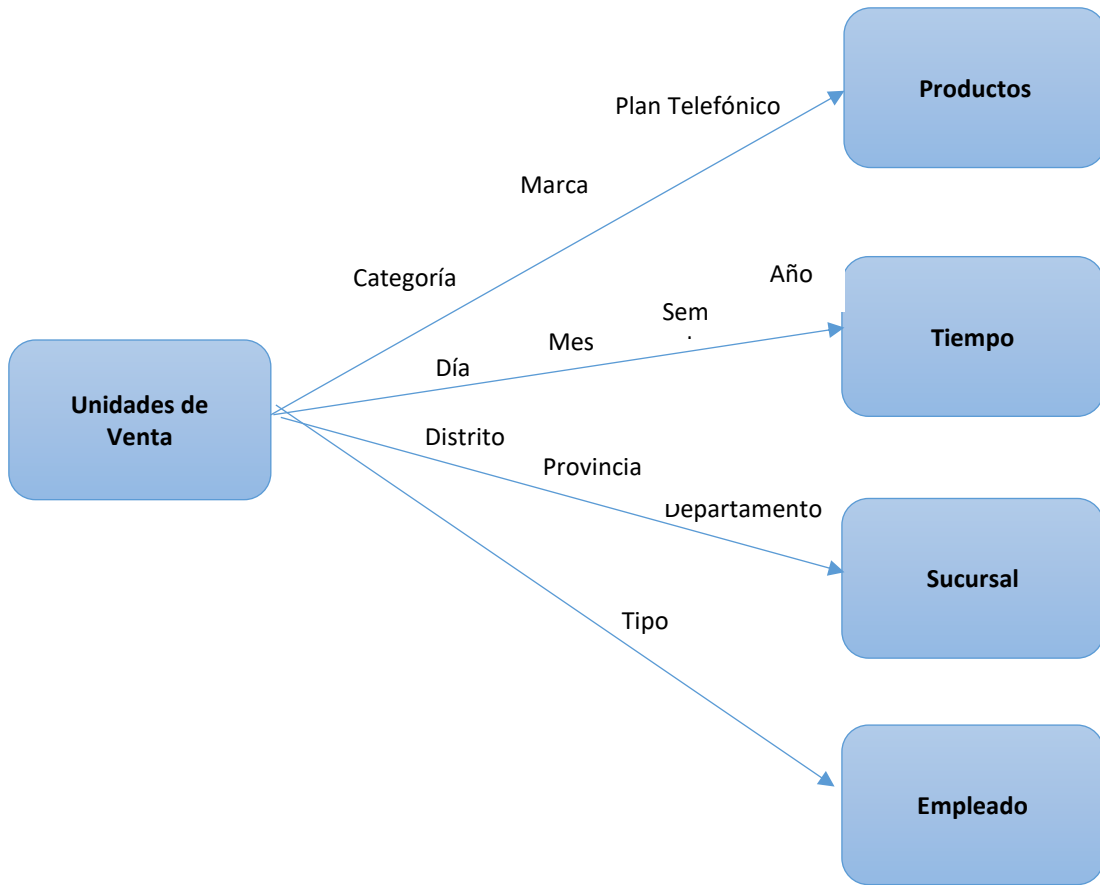 Productos
Plan Telefónico
Marca
Categoría
Año
Sem
Mes
Día
Tiempo
Unidades de
Venta
Distrito
Provincia
Departamento
Sucursal
Tipo
Empleado